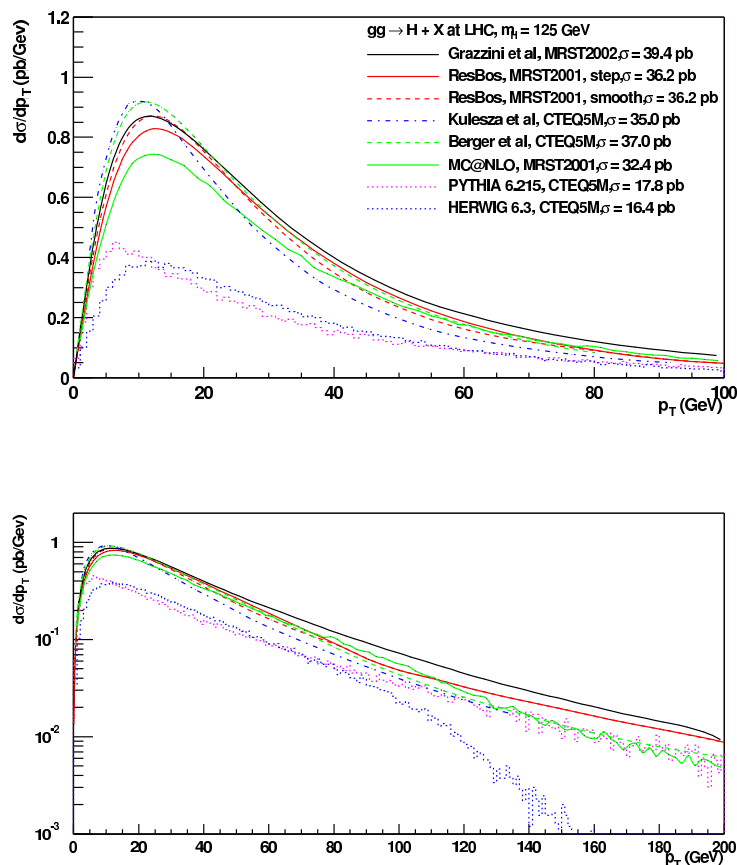 gg → H + X at LHC, mH = 125 GeV
Grazzini et al, MRST2002,σ = 39.4 pb
ResBos, MRST2001, step,σ = 36.2 pb
ResBos, MRST2001, smooth,σ = 36.2 pb
Kulesza et al, CTEQ5M,σ = 35.0 pb
Berger et al, CTEQ5M,σ = 37.0 pb
MC@NLO, MRST2001,σ = 32.4 pb
PYTHIA 6.215, CTEQ5M,σ = 17.8 pb
HERWIG 6.3, CTEQ5M,σ = 16.4 pb
dσ/dpT (pb/Gev)
1.2
1
0.8
0.6
0.4
0.2
0
0 20 40 60 80 100
pT (GeV)
dσ/dpT (pb/Gev)
1
10-1
10-2
10-3
0 20 40 60 80 100 120 140 160 180 200
pT (GeV)